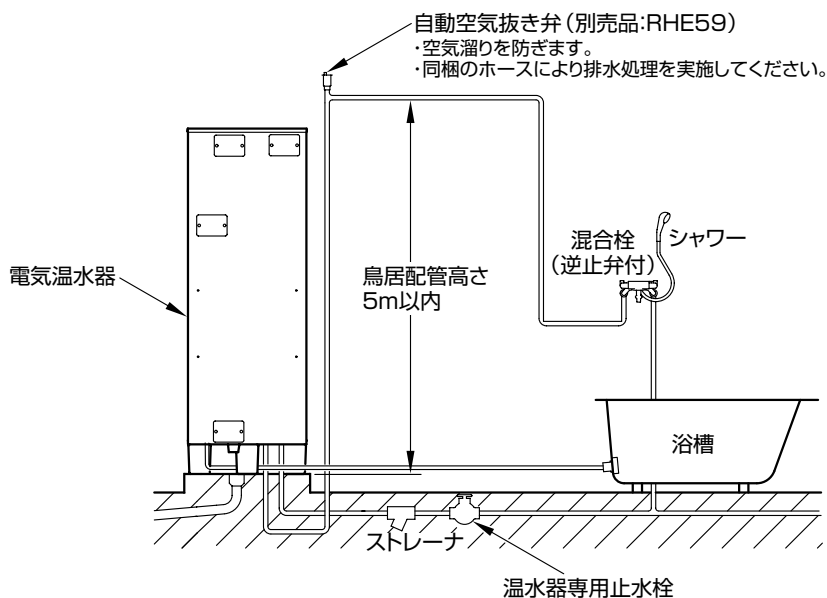 自動空気抜き弁（別売品:RHE59）
・空気溜りを防ぎます。
・同梱のホースにより排水処理を実施してください。
混合栓
（逆止弁付）
シャワー
電気温水器
鳥居配管高さ
5m以内
浴槽
ストレーナ
温水器専用止水栓